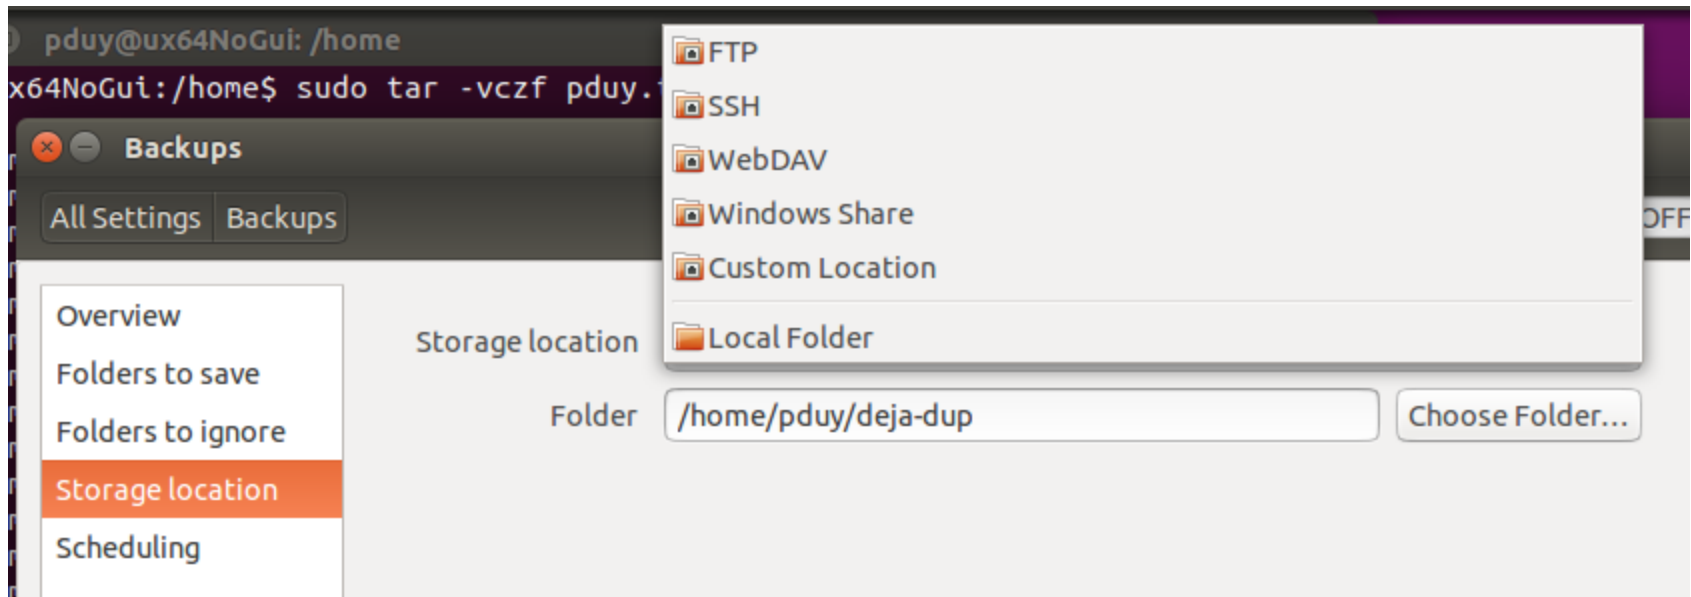 pduy@ux64NoGui: /home
x64NoGui:/home$ sudo tar -vczf pduy.
Backups
All Settings Backups
OFF
FTP
SSH
WebDAV
Windows Share
Custom Location
Local Folder
Overview
Folders to save
Folders to ignore
Storage location
Scheduling
Storage location
Folder /home/pduy/deja-dup Choose Folder...